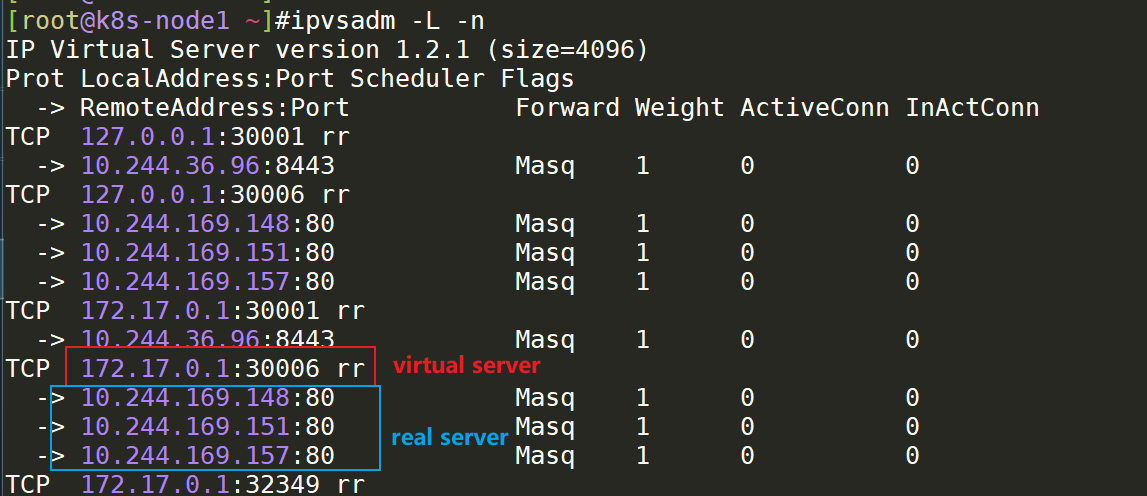 [root@k8s-node1 ~]#ipvsadm -L -n
IP Virtual Server version 1.2.1 (size=4096)
Prot LocalAddress:Port Scheduler Flags
  -> RemoteAddress:Port           Forward Weight ActiveConn InActConn
TCP  127.0.0.1:30001 rr
  -> 10.244.36.96:8443            Masq    1      0          0
TCP  127.0.0.1:30006 rr
  -> 10.244.169.148:80            Masq    1      0          0
  -> 10.244.169.151:80            Masq    1      0          0
  -> 10.244.169.157:80            Masq    1      0          0
TCP  172.17.0.1:30001 rr
  -> 10.244.36.96:8443            Masq    1      0          0
TCP  172.17.0.1:30006 rr virtual server
  -> 10.244.169.148:80            Masq    1      0          0
  -> 10.244.169.151:80            Masq    1      0          0
real server
  -> 10.244.169.157:80            Masq    1      0          0
TCP  172.17.0.1:32349 rr